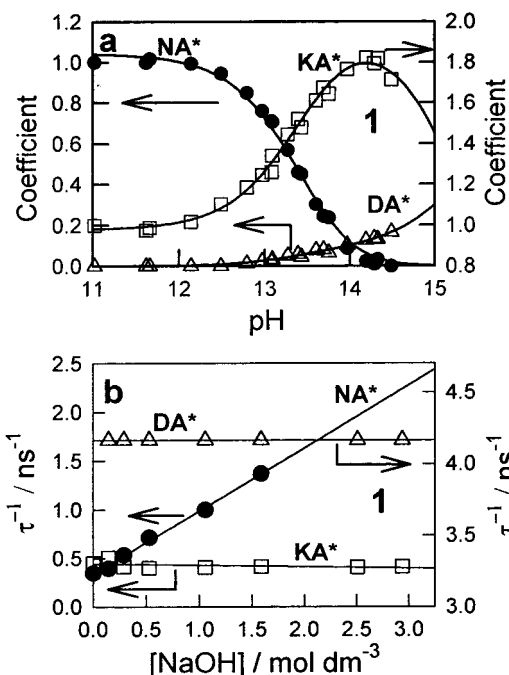 a
NA*
KA*
1
DA*
1.2
1.0
0.8
0.6
0.4
0.2
0.0
Coefficient
2.0
1.8
1.6
1.4
1.2
1.0
0.8
Coefficient
11 12 13 14 15
pH
b
NA*
DA*
1
KA*
2.5
2.0
1.5
1.0
0.5
0.0
τ⁻¹ / ns⁻¹
4.5
4.0
3.5
3.0
τ⁻¹ / ns⁻¹
0.0 0.5 1.0 1.5 2.0 2.5 3.0
[NaOH] / mol dm⁻³